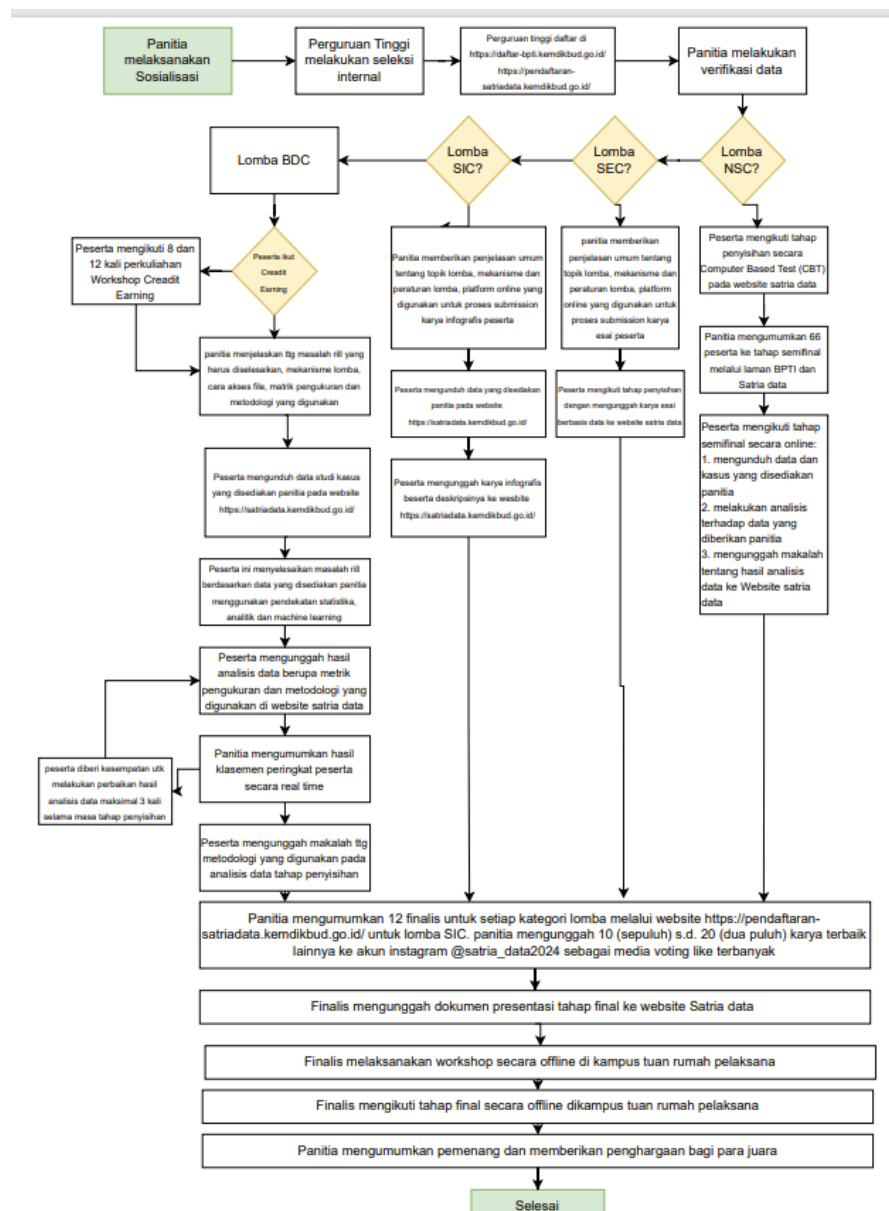 Panitia
melaksanakan
Sosialisasi
Perguruan Tinggi
melakukan seleksi
internal
Perguruan tinggi daftar di
https://daftar-bpti.kemdikbud.go.id/
https://pendaftaran-
satriadata.kemdikbud.go.id/
Panitia melakukan
verifikasi data
Lomba
NSC?
Lomba
SEC?
Lomba
SIC?
Lomba BDC
Peserta ikut
Creadit
Earning
Peserta mengikuti 8 dan
12 kali perkuliahan
Workshop Creadit
Earning
panitia menjelaskan ttg masalah riil yang
harus diselesaikan, mekanisme lomba,
cara akses file, matrik pengukuran dan
metodologi yang digunakan
Peserta mengunduh data studi kasus
yang disediakan panitia pada website
https://satriadata.kemdikbud.go.id/
Peserta ini menyelesaikan masalah riil
berdasarkan data yang disediakan panitia
menggunakan pendekatan statistika,
analitik dan machine learning
Peserta mengunggah hasil
analisis data berupa metrik
pengukuran dan metodologi yang
digunakan di website satria data
Panitia mengumumkan hasil
klasemen peringkat peserta
secara real time
peserta diberi kesempatan utk
melakukan perbaikan hasil
analisis data maksimal 3 kali
selama masa tahap penyisihan
Peserta mengunggah makalah ttg
metodologi yang digunakan pada
analisis data tahap penyisihan
Panitia memberikan penjelasan umum
tentang topik lomba, mekanisme dan
peraturan lomba, platform online yang
digunakan untuk proses submission
karya infografis peserta
Peserta mengunduh data yang disediakan
panitia pada website
https://satriadata.kemdikbud.go.id/
Peserta mengunggah karya infografis
beserta deskripsinya ke wesbite
https://satriadata.kemdikbud.go.id/
panitia memberikan
penjelasan umum tentang
topik lomba, mekanisme dan
peraturan lomba, platform
online yang digunakan untuk
proses submission karya
esai peserta
Peserta mengikuti tahap penyisihan
dengan mengunggah karya esai
berbasis data ke website satria data
Peserta mengikuti tahap
penyisihan secara
Computer Based Test (CBT)
pada website satria data
Panitia mengumumkan 66
peserta ke tahap semifinal
melalui laman BPTI dan
Satria data
Peserta mengikuti tahap
semifinal secara online:
1. mengunduh data dan
kasus yang disediakan
panitia
2. melakukan analisis
terhadap data yang
diberikan panitia
3. mengunggah makalah
tentang hasil analisis
data ke Website satria
data
Panitia mengumumkan 12 finalis untuk setiap kategori lomba melalui website https://pendaftaran-
satriadata.kemdikbud.go.id/ untuk lomba SIC. panitia mengunggah 10 (sepuluh) s.d. 20 (dua puluh) karya terbaik
lainnya ke akun instagram @satria_data2024 sebagai media voting like terbanyak
Finalis mengunggah dokumen presentasi tahap final ke website Satria data
Finalis melaksanakan workshop secara offline di kampus tuan rumah pelaksana
Finalis mengikuti tahap final secara offline dikampus tuan rumah pelaksana
Panitia mengumumkan pemenang dan memberikan penghargaan bagi para juara
Selesai